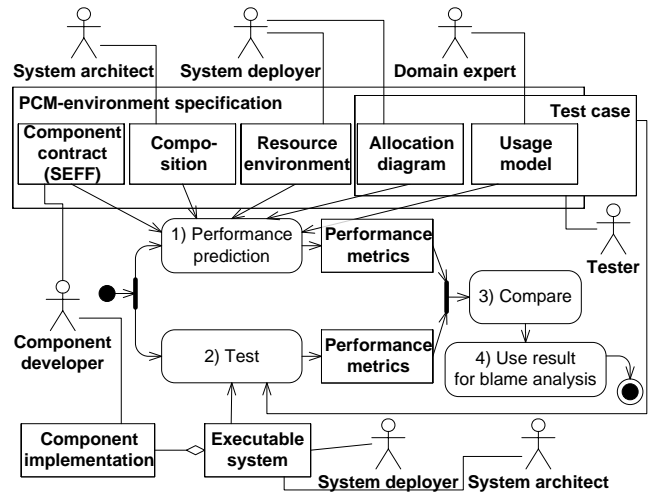 System architect
System deployer
Domain expert
PCM-environment specification
Test case
Component
contract
(SEFF)
Compo-
sition
Resource
environment
Allocation
diagram
Usage
model
1) Performance
prediction
Performance
metrics
Tester
3) Compare
Component
developer
2) Test
Performance
metrics
4) Use result
for blame analysis
Component
implementation
Executable
system
System deployer
System architect